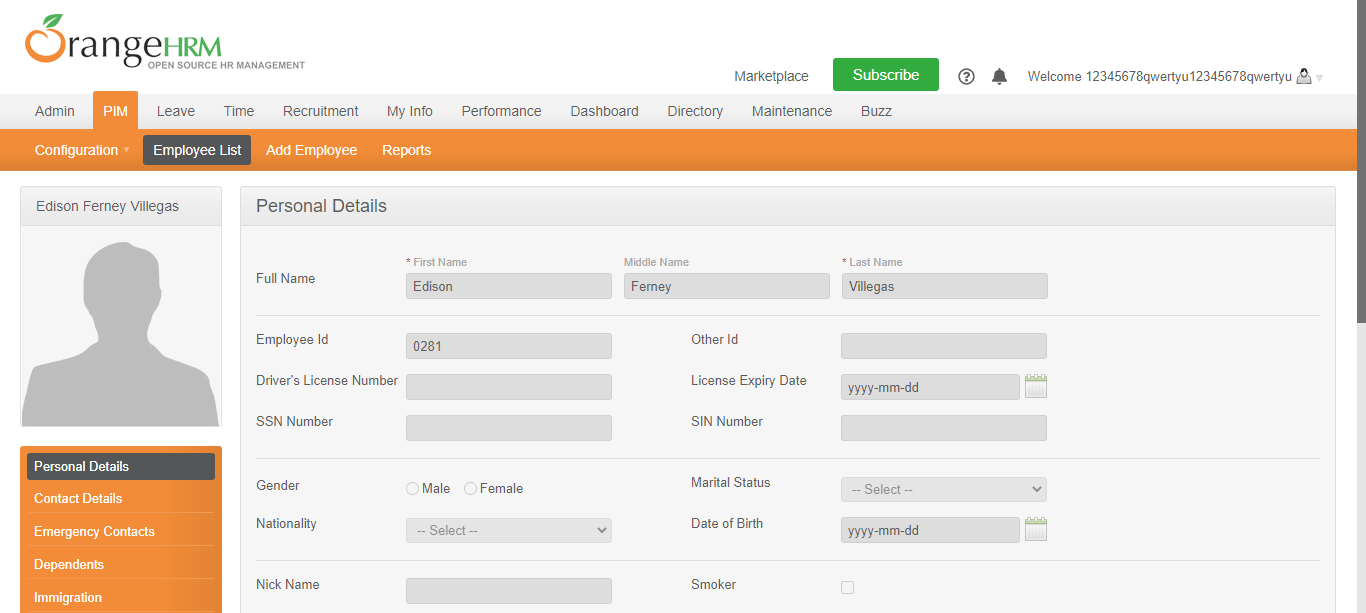 OrangeHRM
OPEN SOURCE HR MANAGEMENT
Marketplace Subscribe ? Welcome 12345678qwertyu12345678qwertyu
Admin PIM Leave Time Recruitment My Info Performance Dashboard Directory Maintenance Buzz
Configuration Employee List Add Employee Reports
Edison Ferney Villegas
Personal Details
Contact Details
Emergency Contacts
Dependents
Immigration
Personal Details
* First Name Middle Name * Last Name
Full Name Edison Ferney Villegas
Employee Id 0281 Other Id
Driver's License Number License Expiry Date yyyy-mm-dd
SSN Number SIN Number
Gender Male Female Marital Status -- Select --
Nationality -- Select -- Date of Birth yyyy-mm-dd
Nick Name Smoker